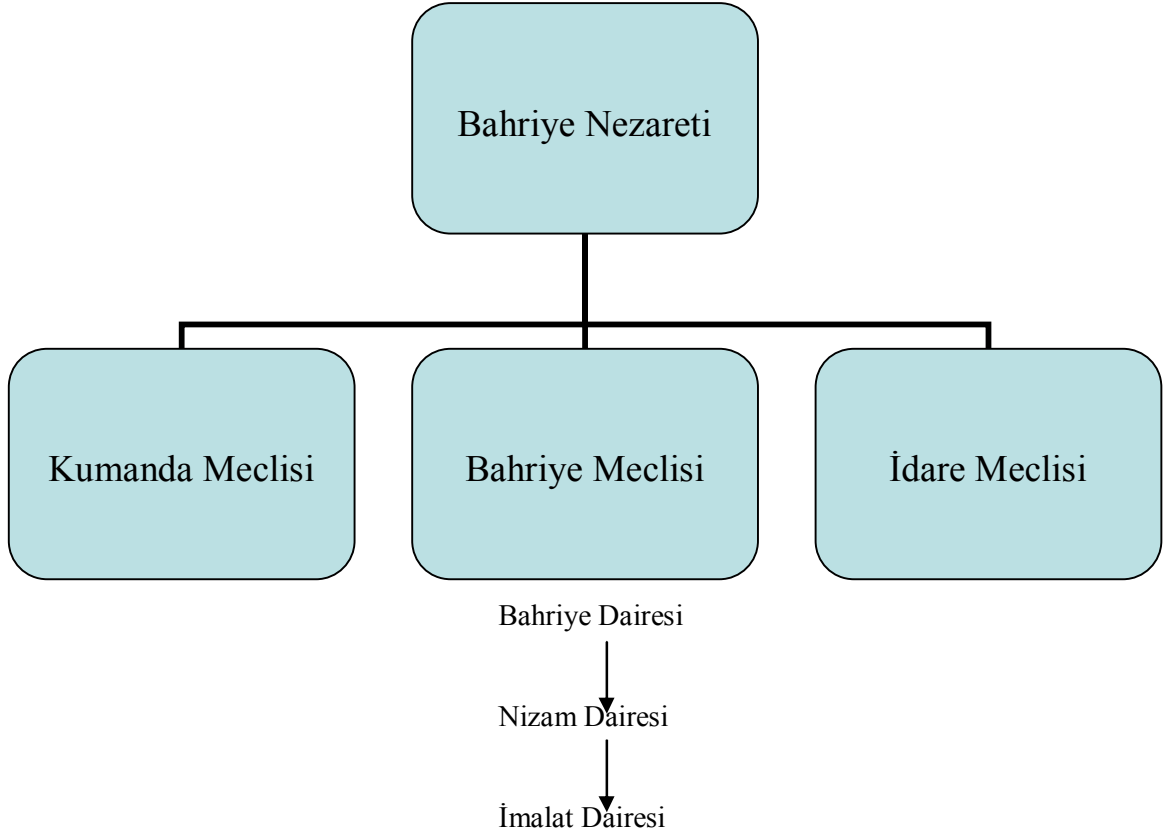 Bahriye Nezareti
Kumanda Meclisi
Bahriye Meclisi
İdare Meclisi
Bahriye Dairesi
Nizam Dairesi
İmalat Dairesi